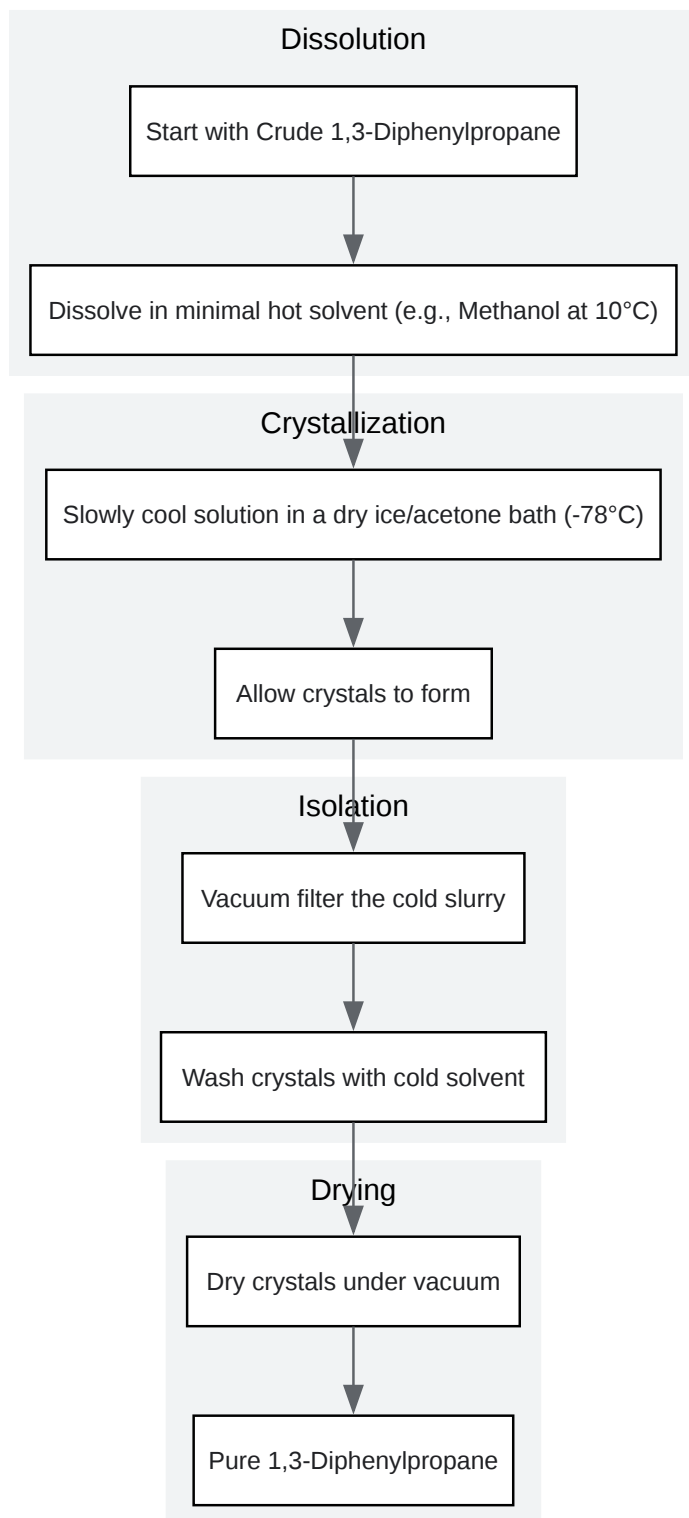 Dissolution
Start with Crude 1,3-Diphenylpropane
Dissolve in minimal hot solvent (e.g., Methanol at 10°C)
Crystallization
Slowly cool solution in a dry ice/acetone bath (-78°C)
Allow crystals to form
Isolation
Vacuum filter the cold slurry
Wash crystals with cold solvent
Drying
Dry crystals under vacuum
Pure 1,3-Diphenylpropane